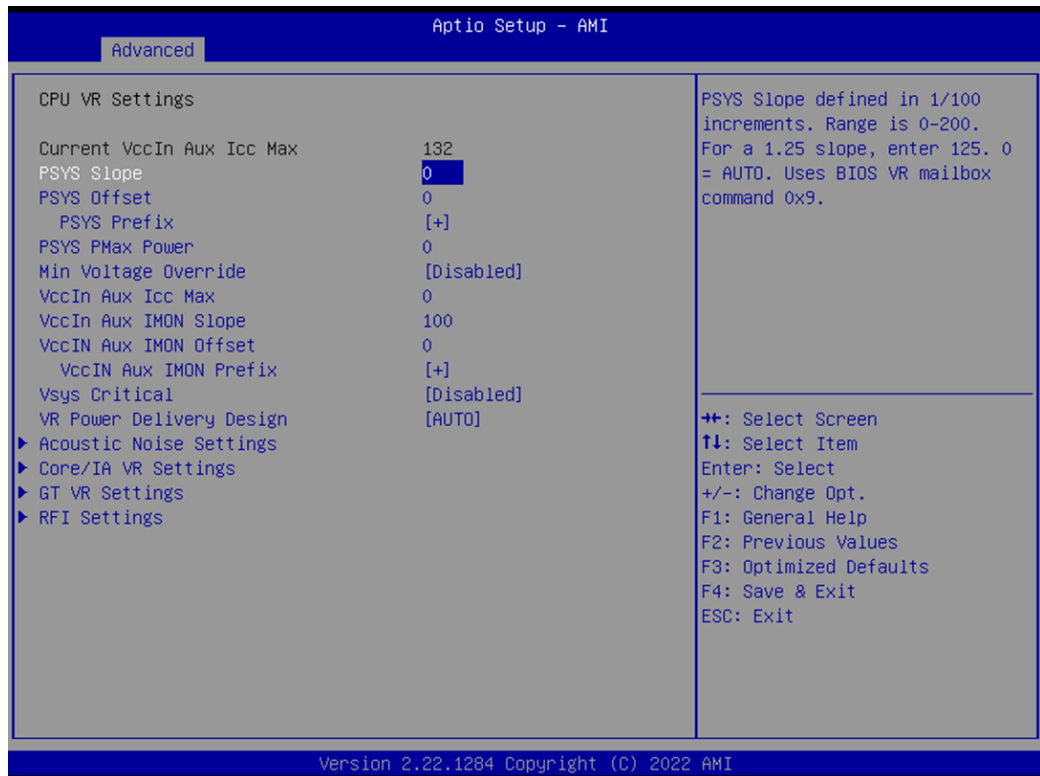 Aptio Setup - AMI
Advanced
CPU VR Settings
Current VccIn Aux Icc Max 132
PSYS Slope 0
PSYS Offset 0
PSYS Prefix [+]
PSYS PMax Power 0
Min Voltage Override [Disabled]
VccIn Aux Icc Max 0
VccIn Aux IMON Slope 100
VccIN Aux IMON Offset 0
VccIN Aux IMON Prefix [+]
Vsys Critical [Disabled]
VR Power Delivery Design [AUTO]
Acoustic Noise Settings
Core/IA VR Settings
GT VR Settings
RFI Settings
PSYS Slope defined in 1/100
increments. Range is 0-200.
For a 1.25 slope, enter 125. 0
= AUTO. Uses BIOS VR mailbox
command 0x9.
→←: Select Screen
↑↓: Select Item
Enter: Select
+/-: Change Opt.
F1: General Help
F2: Previous Values
F3: Optimized Defaults
F4: Save & Exit
ESC: Exit
Version 2.22.1284 Copyright (C) 2022 AMI